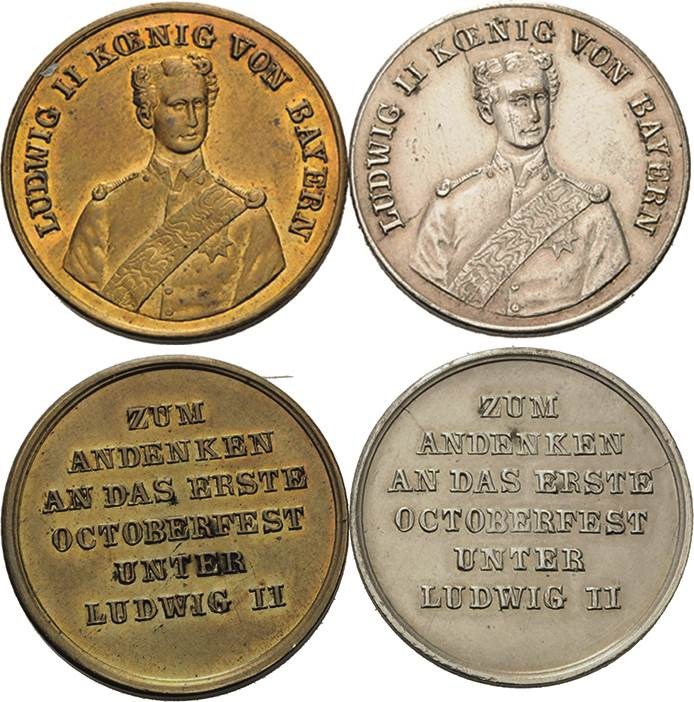 LUDWIG II KŒNIG VON BAYERN
LUDWIG II KŒNIG VON BAYERN
ZUM
ANDENKEN
AN DAS ERSTE
OCTOBERFEST
UNTER
LUDWIG II
ZUM
ANDENKEN
AN DAS ERSTE
OCTOBERFEST
UNTER
LUDWIG II